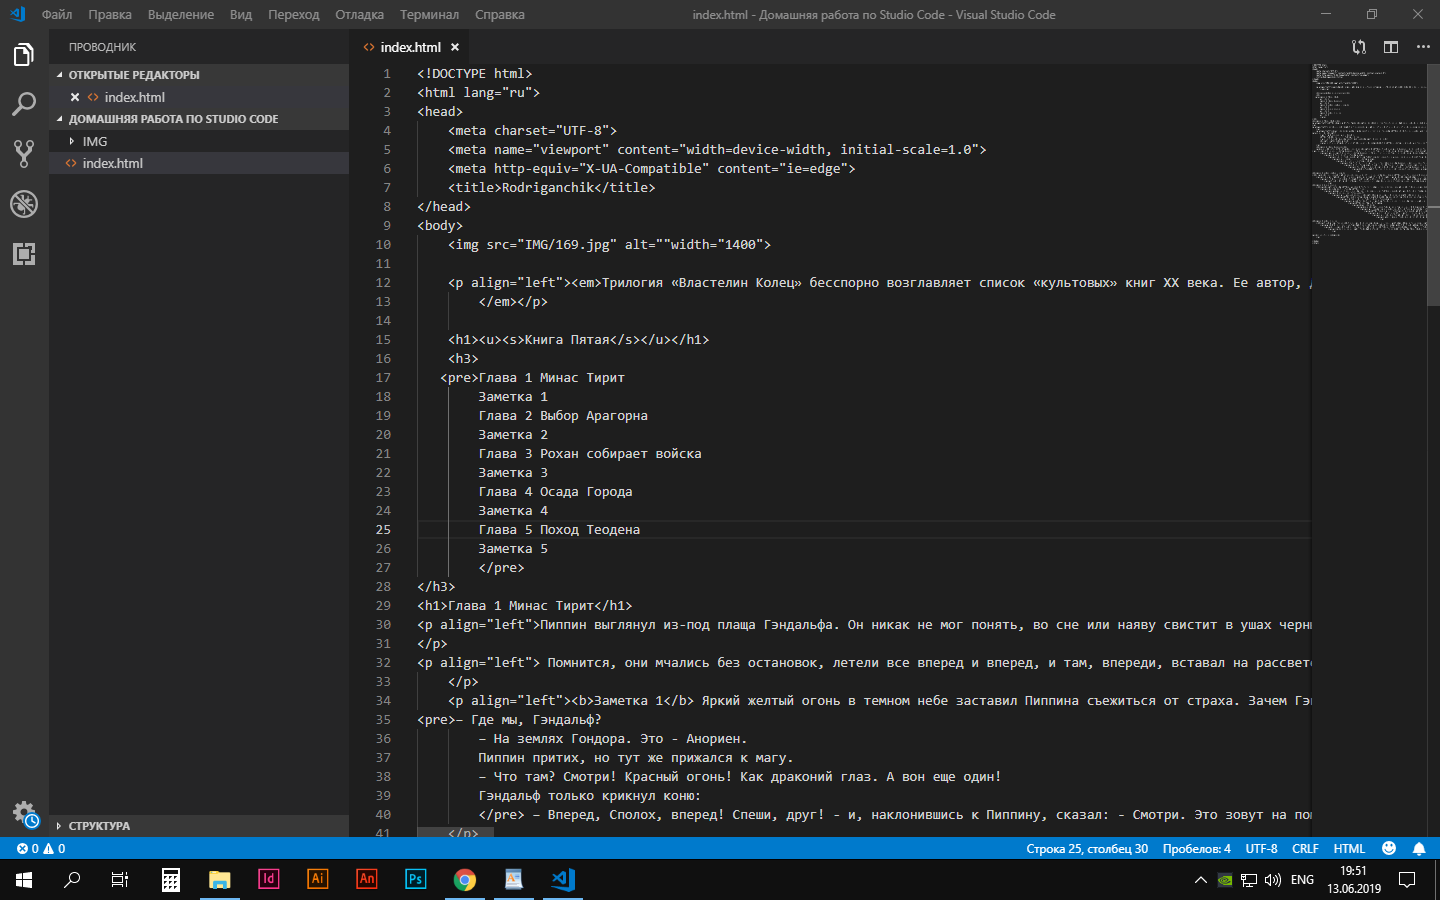 Файл Правка Выделение Вид Переход Отладка Терминал Справка index.html - Домашняя работа по Studio Code - Visual Studio Code
ПРОВОДНИК
ОТКРЫТЫЕ РЕДАКТОРЫ
index.html
ДОМАШНЯЯ РАБОТА ПО STUDIO CODE
IMG
index.html
СТРУКТУРА
index.html
1 <!DOCTYPE html>
2 <html lang="ru">
3 <head>
4 <meta charset="UTF-8">
5 <meta name="viewport" content="width=device-width, initial-scale=1.0">
6 <meta http-equiv="X-UA-Compatible" content="ie=edge">
7 <title>Rodriganchik</title>
8 </head>
9 <body>
10 <img src="IMG/169.jpg" alt=""width="1400">
11
12 <p align="left"><em>Трилогия «Властелин Колец» бесспорно возглавляет список «культовых» книг XX века. Ее автор,
13 </em></p>
14
15 <h1><u><s>Книга Пятая</s></u></h1>
16 <h3>
17 <pre>Глава 1 Минас Тирит
18 Заметка 1
19 Глава 2 Выбор Арагорна
20 Заметка 2
21 Глава 3 Рохан собирает войска
22 Заметка 3
23 Глава 4 Осада Города
24 Заметка 4
25 Глава 5 Поход Теодена
26 Заметка 5
27 </pre>
28 </h3>
29 <h1>Глава 1 Минас Тирит</h1>
30 <p align="left">Пиппин выглянул из-под плаща Гэндальфа. Он никак не мог понять, во сне или наяву свистит в ушах
31 </p>
32 <p align="left"> Помнится, они мчались без остановок, летели все вперед и вперед, и там, впереди, вставал на
33 </p>
34 <p align="left"><b>Заметка 1</b> Яркий желтый огонь в темном небе заставил Пиппина съежиться от страха. Зачем
35 <pre>– Где мы, Гэндальф?
36 – На землях Гондора. Это - Анориен.
37 Пиппин притих, но тут же прижался к магу.
38 – Что там? Смотри! Красный огонь! Как драконий глаз. А вон еще один!
39 Гэндальф только крикнул коню:
40 </pre> – Вперед, Сполох, вперед! Спеши, друг! - и, наклонившись к Пиппину, сказал: - Смотри. Это зовут на
41 </p>
0 0 Строка 25, столбец 30 Пробелов: 4 UTF-8 CRLF HTML
Id Ai An Ps ENG 19:51
13.06.2019